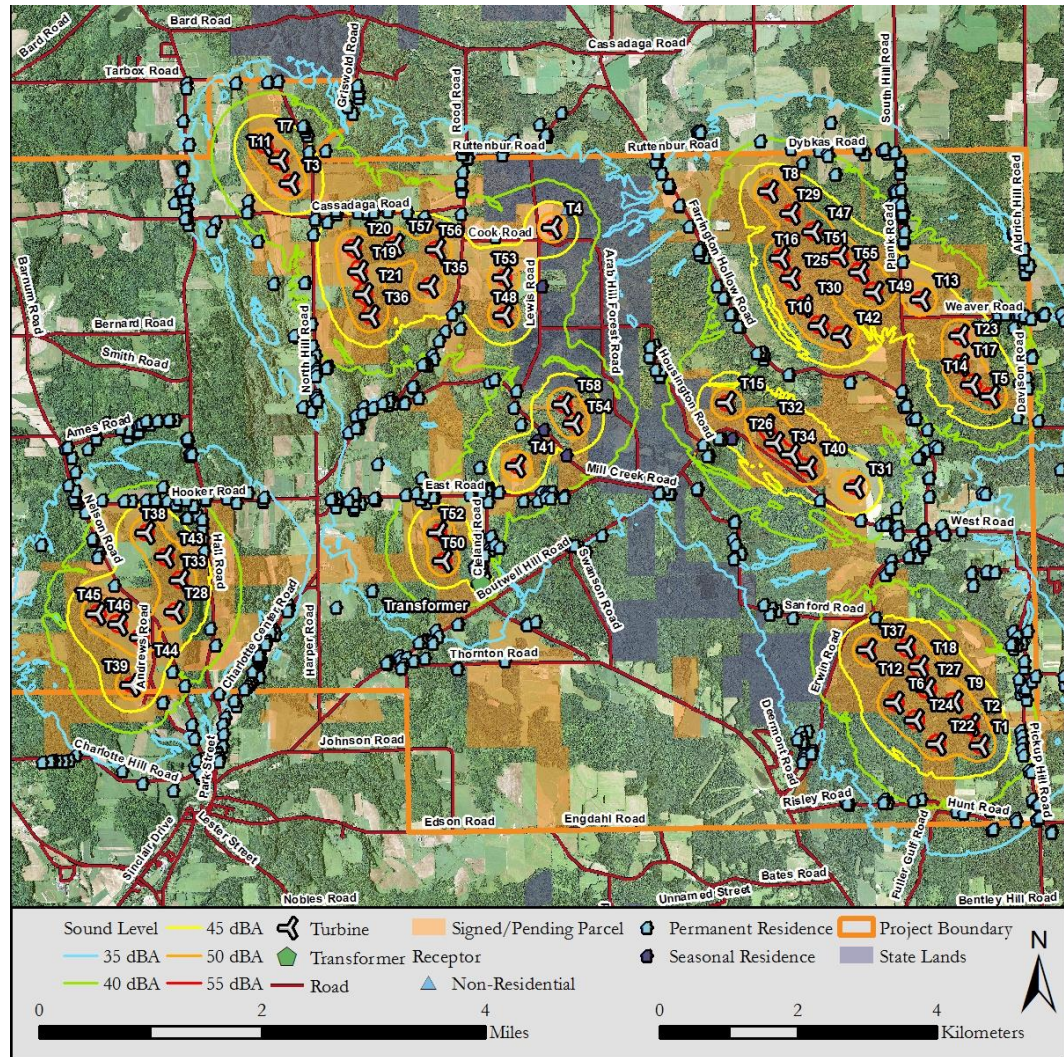 Bard Road
Bard Road
Cassadaga Road
Tarbox Road
Griswold Road
Rood Road
South Hill Road
T7
T11
T3
Ruttenbur Road
Ruttenbur Road
Dybkas Road
T8
T29
Aldrich Hill Road
Cassadaga Road
T4
T47
T20
T57
T56
Cook Road
Farrington Hollow Road
Plank Road
T19
T53
T16
T51
T21
T35
T25
T55
Arab Hill Forest Road
T13
T36
T48
Lewis Road
T30
T49
Weaver Road
Barnum Road
Bernard Road
T10
T42
T23
Smith Road
North Hill Road
T17
Housington Road
T14
T5
Davison Road
T58
T15
T54
T32
Ames Road
T26
T34
T41
T40
Mill Creek Road
T31
East Road
Hooker Road
Nelson Road
T38
T52
West Road
T43
Hall Road
T50
Cleland Road
T33
Boutwell Hill Road
Swanson Road
T28
T45
T46
Transformer
Sanford Road
Charlotte Center Road
Harper Road
Andrews Road
T44
T37
T18
Thornton Road
Erwin Road
T39
T12
T27
T6
T9
T24
T2
T22
T1
Johnson Road
Deermont Road
Pickup Hill Road
Charlotte Hill Road
Park Street
Risley Road
Hunt Road
Edson Road
Engdahl Road
Sinclair Drive
Lester Street
Fuller Gulf Road
Bates Road
Nobles Road
Unnamed Street
Bentley Hill Road
Sound Level
45 dBA
Turbine
Signed/Pending Parcel
Permanent Residence
Project Boundary
35 dBA
50 dBA
Transformer
Receptor
Seasonal Residence
State Lands
40 dBA
55 dBA
Road
Non-Residential
N
0 2 4
Miles
0 2 4
Kilometers